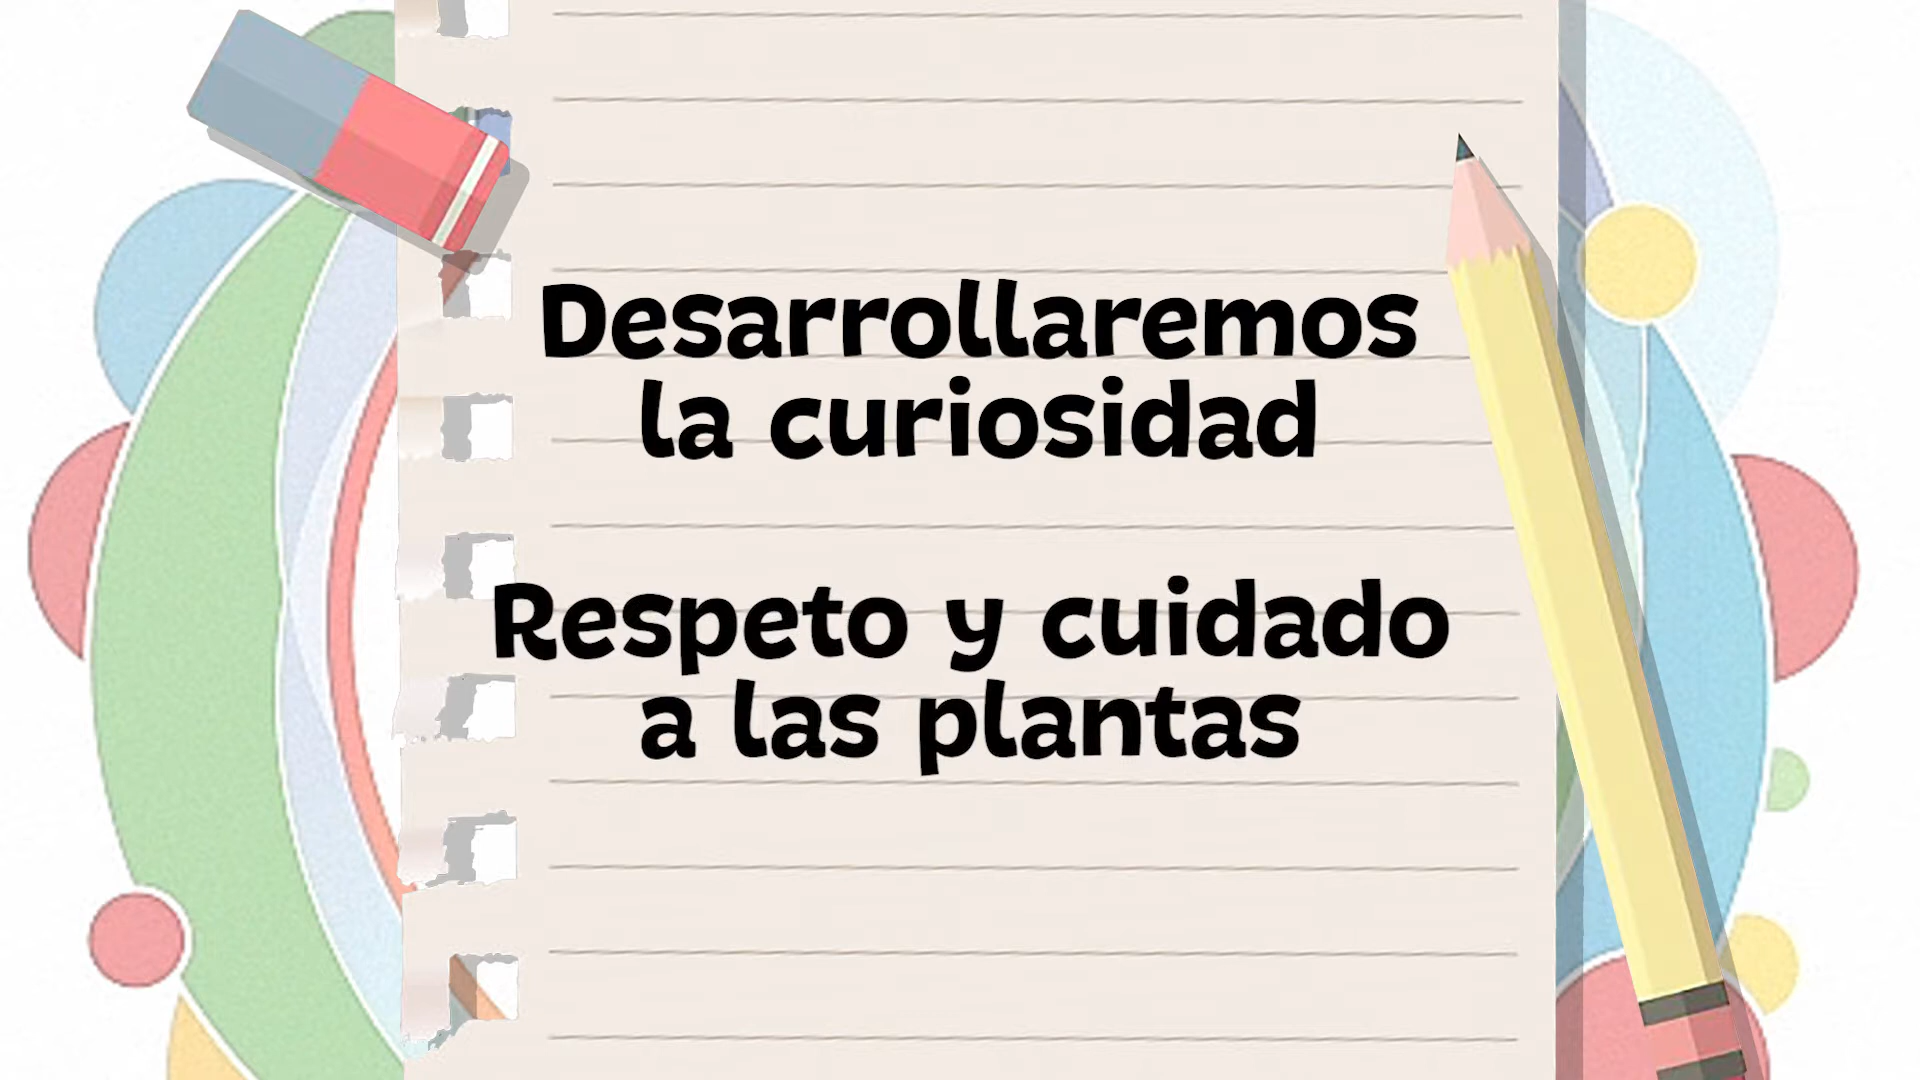 Desarrollaremos
la curiosidad
Respeto y cuidado
a las plantas